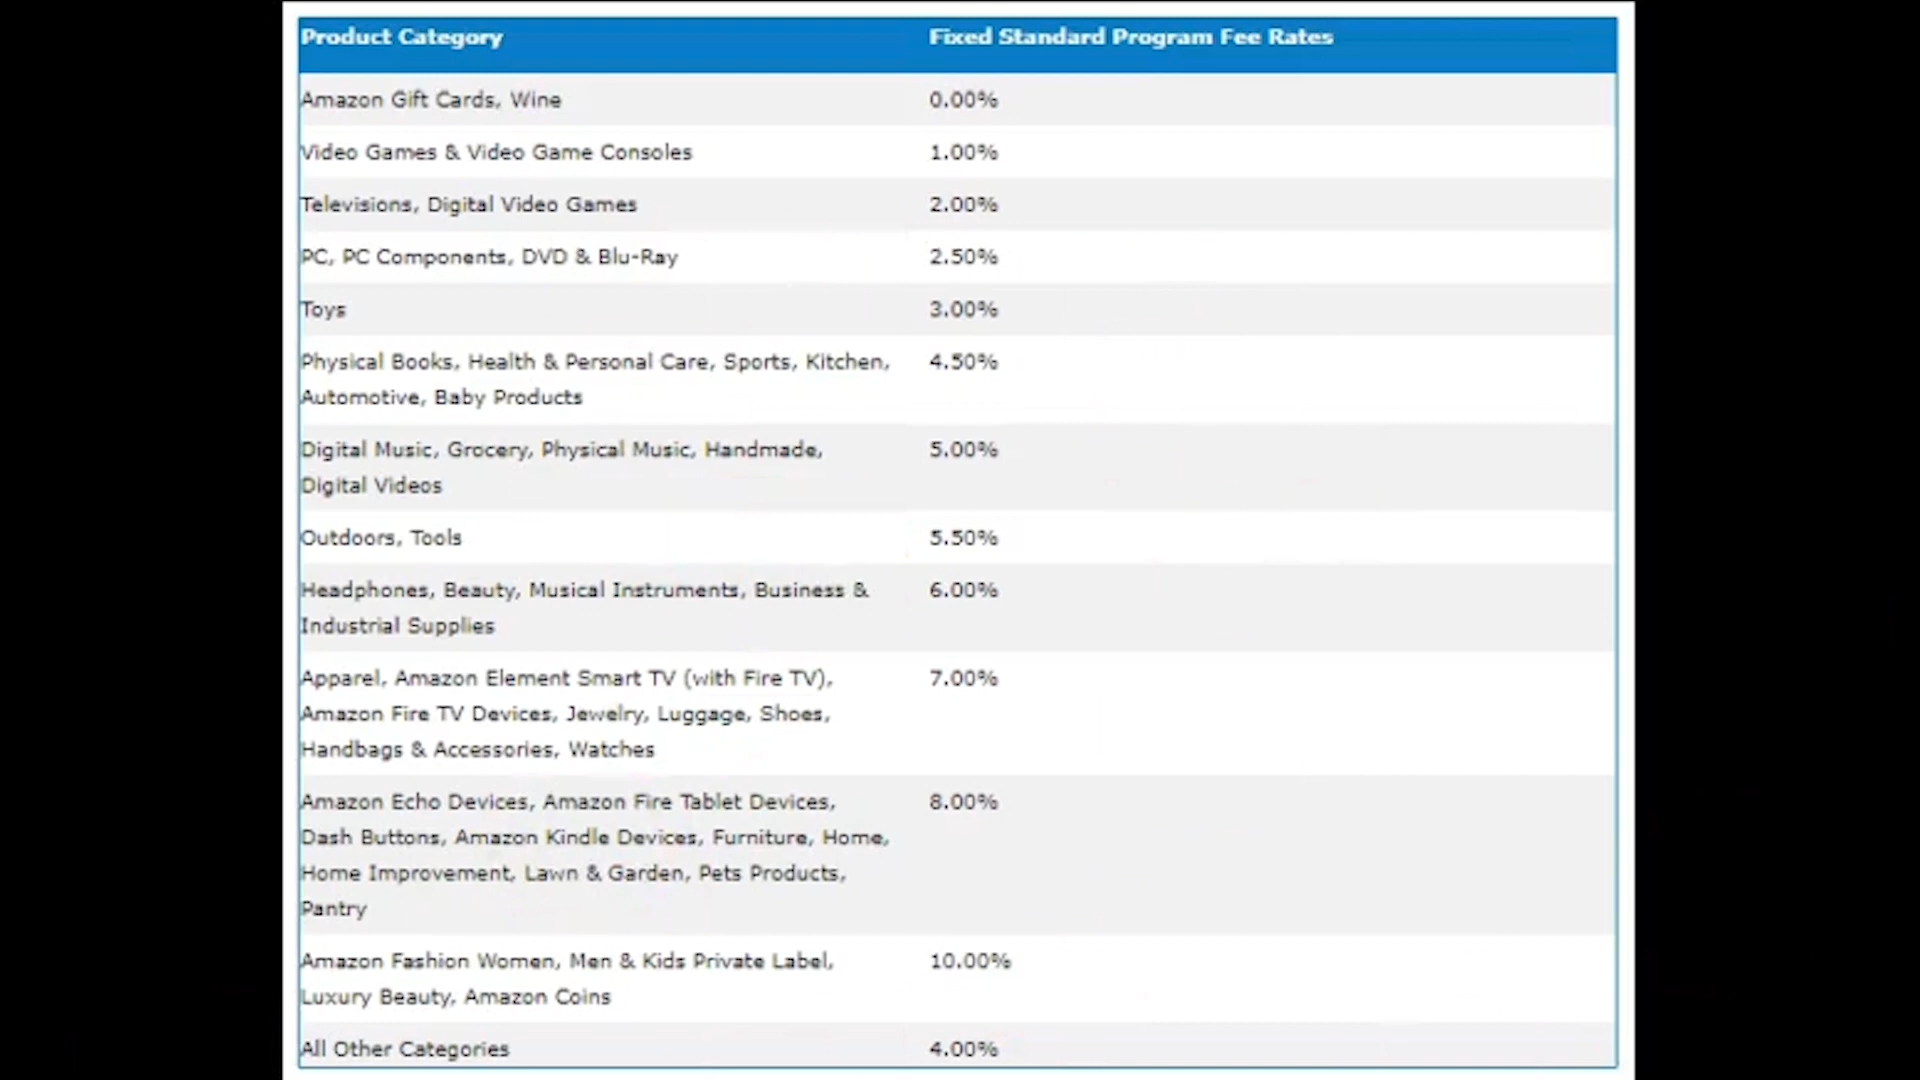 Product Category Fixed Standard Program Fee Rates
Amazon Gift Cards, Wine 0.00%
Video Games & Video Game Consoles 1.00%
Televisions, Digital Video Games 2.00%
PC, PC Components, DVD & Blu-Ray 2.50%
Toys 3.00%
Physical Books, Health & Personal Care, Sports, Kitchen, 4.50%
Automotive, Baby Products
Digital Music, Grocery, Physical Music, Handmade, 5.00%
Digital Videos
Outdoors, Tools 5.50%
Headphones, Beauty, Musical Instruments, Business & 6.00%
Industrial Supplies
Apparel, Amazon Element Smart TV (with Fire TV), 7.00%
Amazon Fire TV Devices, Jewelry, Luggage, Shoes,
Handbags & Accessories, Watches
Amazon Echo Devices, Amazon Fire Tablet Devices, 8.00%
Dash Buttons, Amazon Kindle Devices, Furniture, Home,
Home Improvement, Lawn & Garden, Pets Products,
Pantry
Amazon Fashion Women, Men & Kids Private Label, 10.00%
Luxury Beauty, Amazon Coins
All Other Categories 4.00%